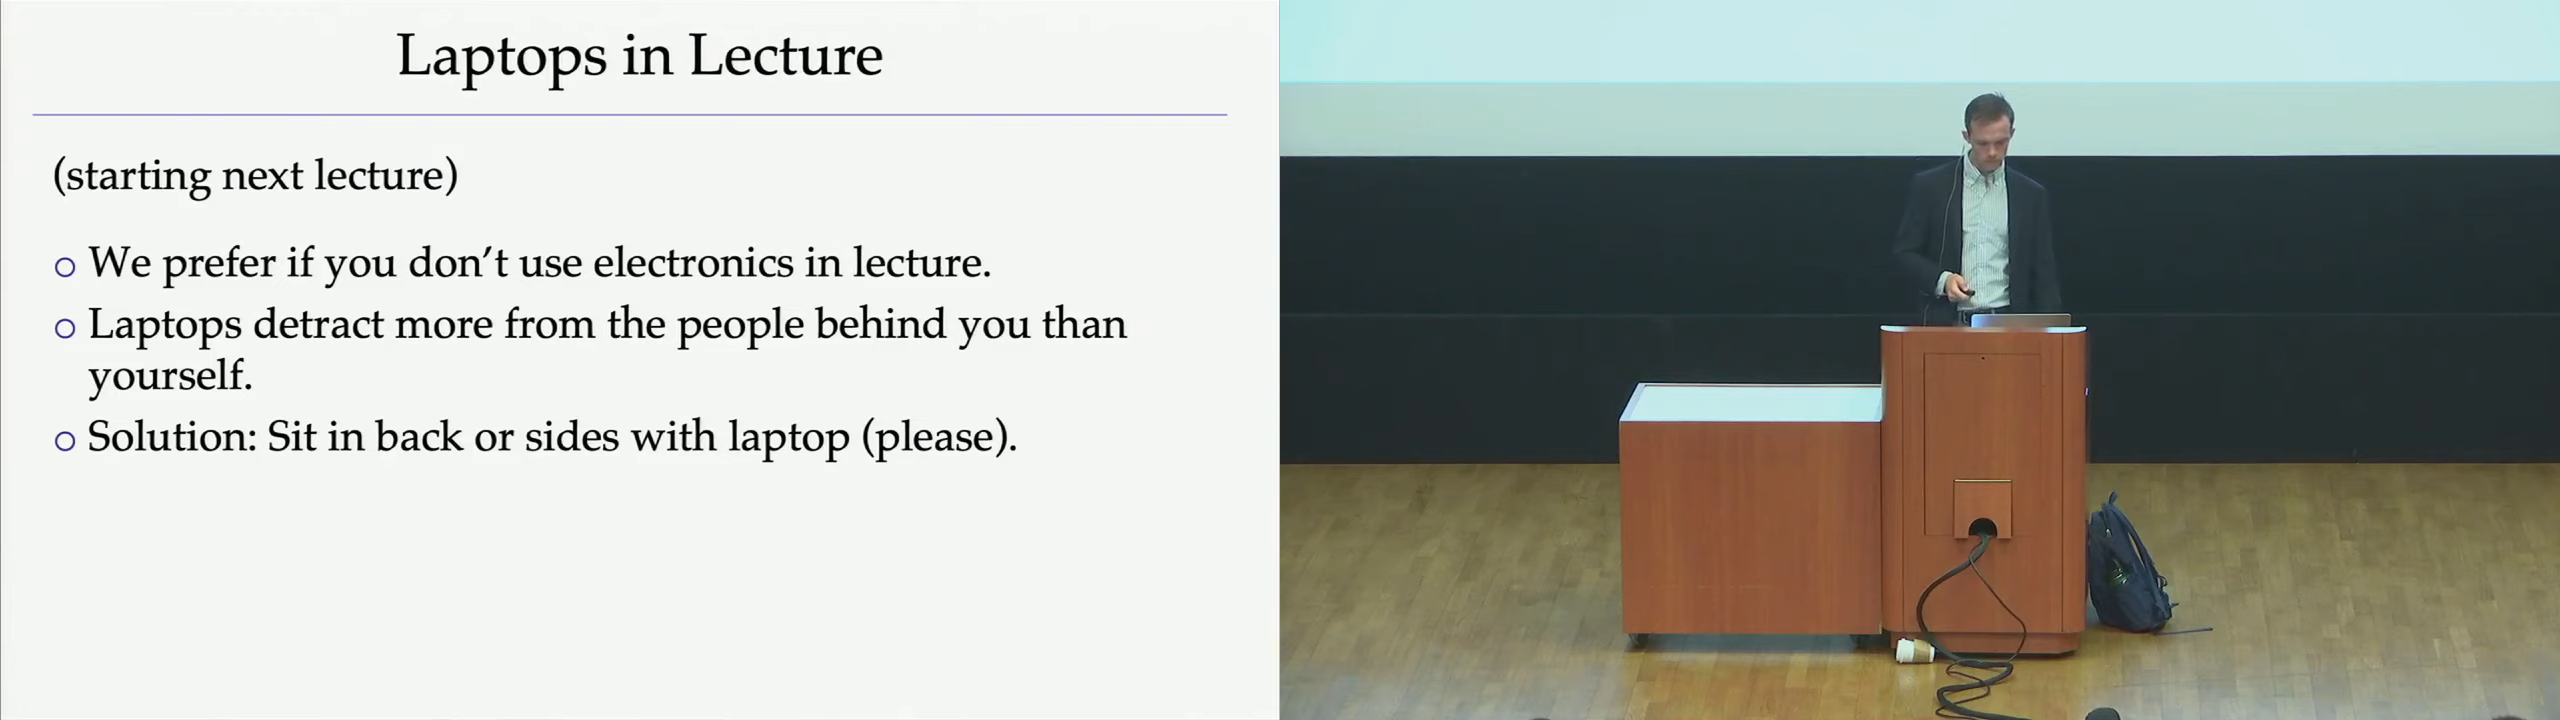 Laptops in Lecture
(starting next lecture)
We prefer if you don't use electronics in lecture.
Laptops detract more from the people behind you than
yourself.
Solution: Sit in back or sides with laptop (please).